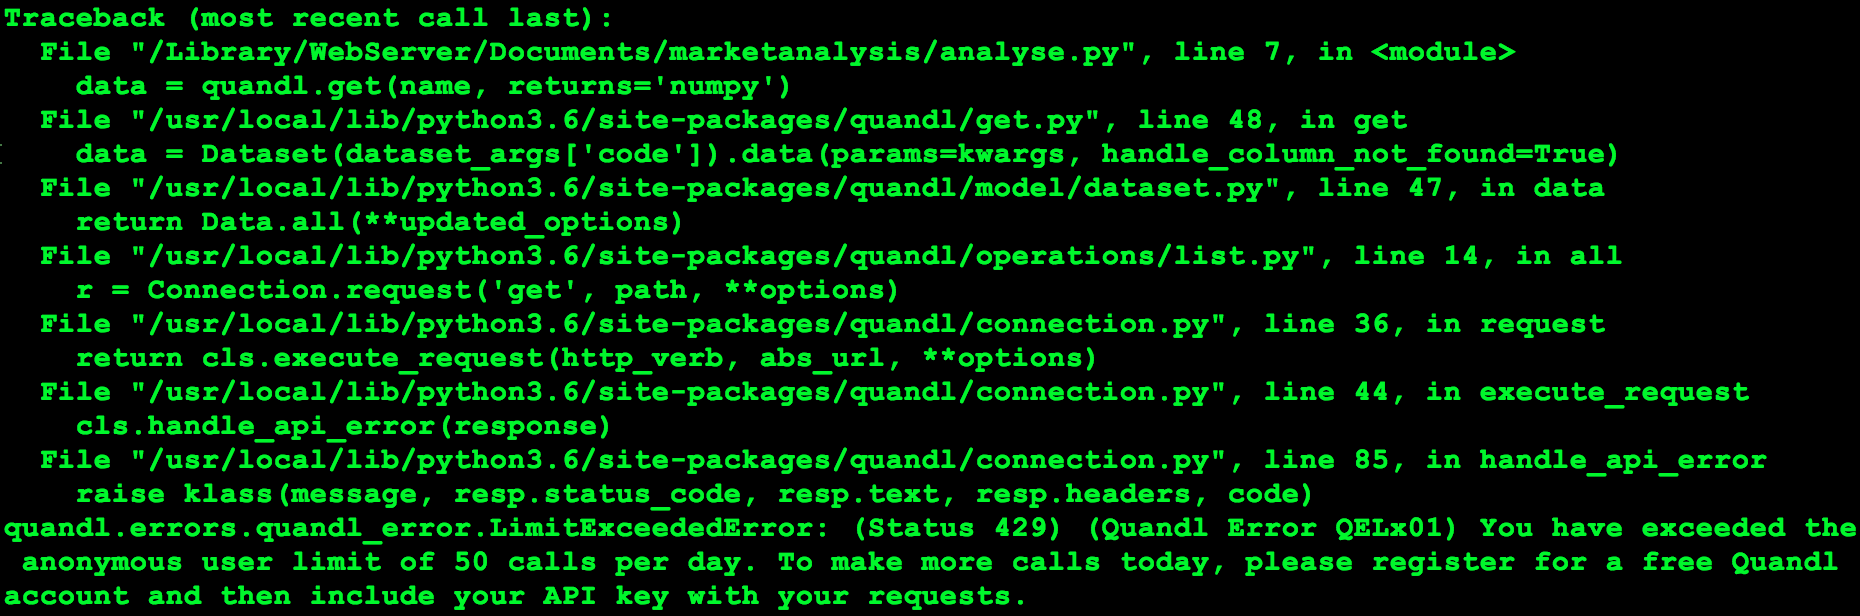 Traceback (most recent call last):
  File "/Library/WebServer/Documents/marketanalysis/analyse.py", line 7, in <module>
    data = quandl.get(name, returns='numpy')
  File "/usr/local/lib/python3.6/site-packages/quandl/get.py", line 48, in get
    data = Dataset(dataset_args['code']).data(params=kwargs, handle_column_not_found=True)
  File "/usr/local/lib/python3.6/site-packages/quandl/model/dataset.py", line 47, in data
    return Data.all(**updated_options)
  File "/usr/local/lib/python3.6/site-packages/quandl/operations/list.py", line 14, in all
    r = Connection.request('get', path, **options)
  File "/usr/local/lib/python3.6/site-packages/quandl/connection.py", line 36, in request
    return cls.execute_request(http_verb, abs_url, **options)
  File "/usr/local/lib/python3.6/site-packages/quandl/connection.py", line 44, in execute_request
    cls.handle_api_error(response)
  File "/usr/local/lib/python3.6/site-packages/quandl/connection.py", line 85, in handle_api_error
    raise klass(message, resp.status_code, resp.text, resp.headers, code)
quandl.errors.quandl_error.LimitExceededError: (Status 429) (Quandl Error QELx01) You have exceeded the
 anonymous user limit of 50 calls per day. To make more calls today, please register for a free Quandl
account and then include your API key with your requests.